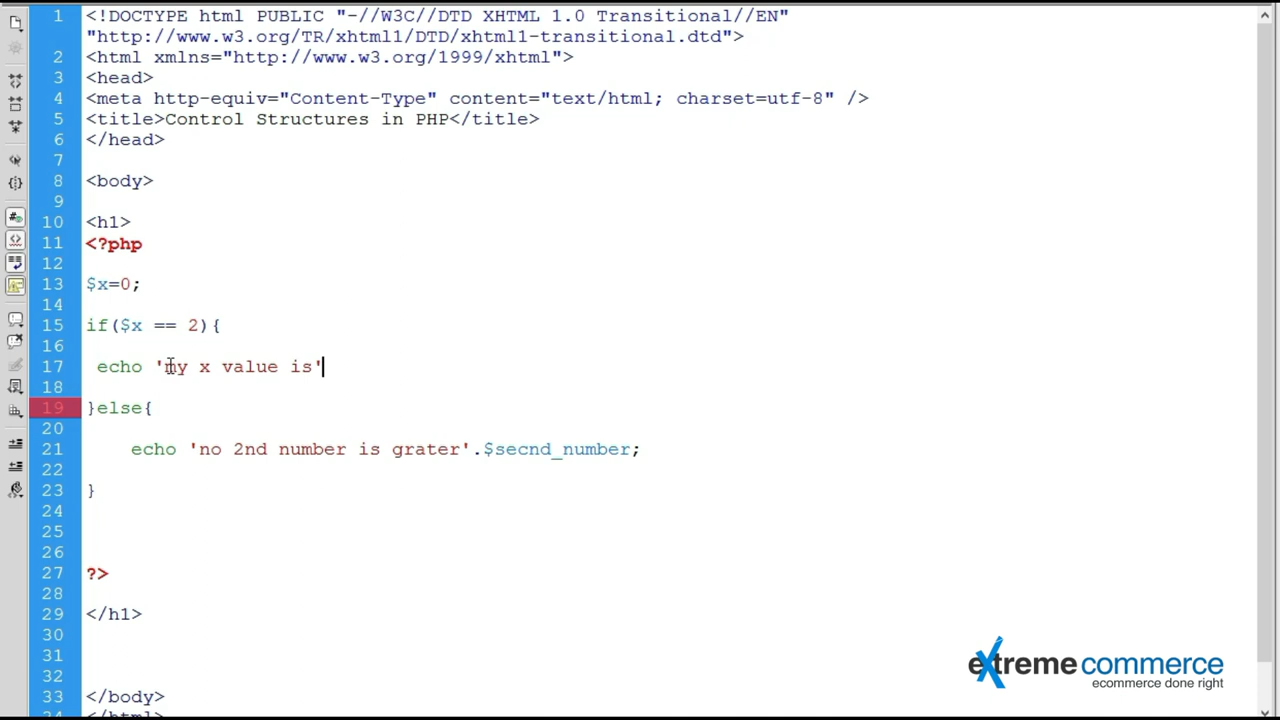 1 <!DOCTYPE html PUBLIC "-//W3C//DTD XHTML 1.0 Transitional//EN"
"http://www.w3.org/TR/xhtml1/DTD/xhtml1-transitional.dtd">
2 <html xmlns="http://www.w3.org/1999/xhtml">
3 <head>
4 <meta http-equiv="Content-Type" content="text/html; charset=utf-8" />
5 <title>Control Structures in PHP</title>
6 </head>
7
8 <body>
9
10 <h1>
11 <?php
12
13 $x=0;
14
15 if($x == 2){
16
17 echo 'my x value is'
18
19 }else{
20
21 echo 'no 2nd number is grater'.$secnd_number;
22
23 }
24
25
26
27 ?>
28
29 </h1>
30
31
32
33 </body>
34 </html>
extreme commerce
ecommerce done right